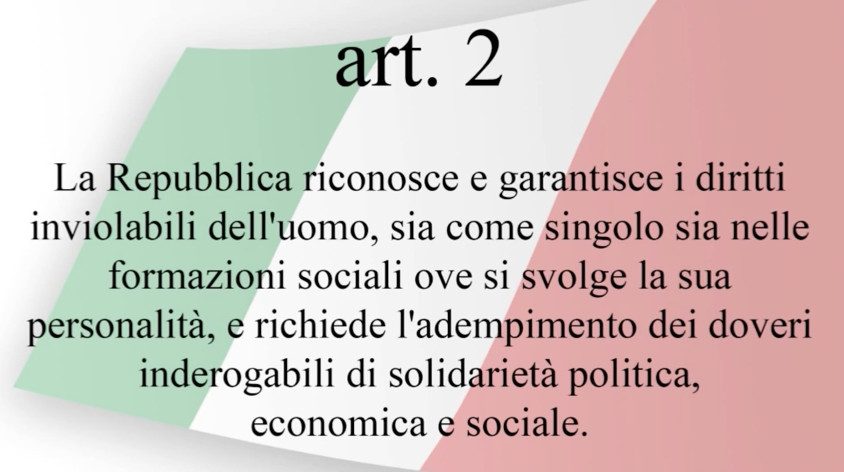 art. 2
La Repubblica riconosce e garantisce i diritti
inviolabili dell'uomo, sia come singolo sia nelle
formazioni sociali ove si svolge la sua
personalità, e richiede l'adempimento dei doveri
inderogabili di solidarietà politica,
economica e sociale.